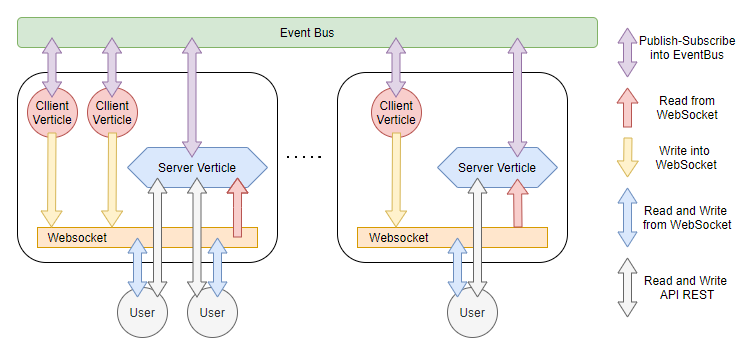 Event Bus
Publish-Subscribe
into EventBus
Cllient
Verticle
Cllient
Verticle
Cllient
Verticle
Read from
WebSocket
Write into
WebSocket
Server Verticle
.....
Server Verticle
Read and Write
from WebSocket
Websocket
Websocket
Read and Write
API REST
User
User
User